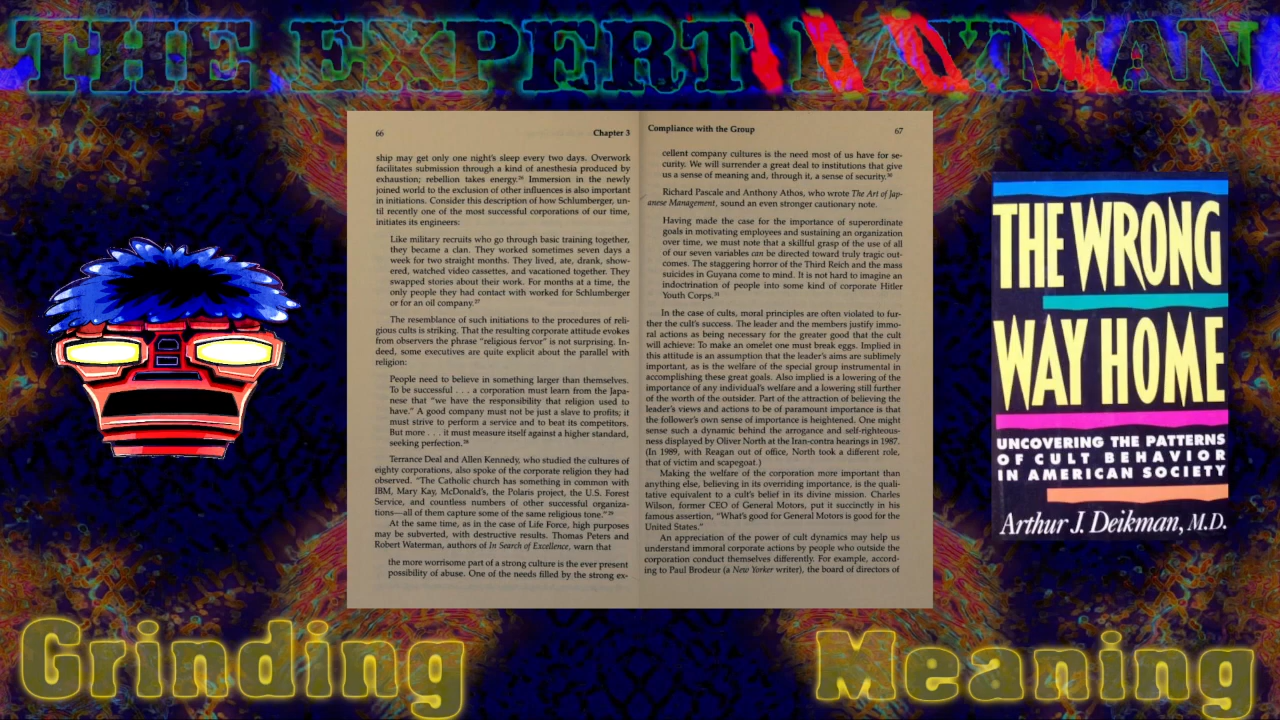 THE EXPERT LAYMAN
66
Chapter 3
ship may get only one night's sleep every two days. Overwork
facilitates submission through a kind of anesthesia produced by
exhaustion; rebellion takes energy.²⁶ Immersion in the newly
joined world to the exclusion of other influences is also important
in initiations. Consider this description of how Schlumberger, un-
til recently one of the most successful corporations of our time,
initiates its engineers:
Like military recruits who go through basic training together,
they became a clan. They worked sometimes seven days a
week for two straight months. They lived, ate, drank, show-
ered, watched video cassettes, and vacationed together. They
swapped stories about their work. For months at a time, the
only people they had contact with worked for Schlumberger
or for an oil company.²⁷
The resemblance of such initiations to the procedures of reli-
gious cults is striking. That the resulting corporate attitude evokes
from observers the phrase "religious fervor" is not surprising. In-
deed, some executives are quite explicit about the parallel with
religion:
People need to believe in something larger than themselves.
To be successful . . . a corporation must learn from the Japa-
nese that "we have the responsibility that religion used to
have." A good company must not be just a slave to profits; it
must strive to perform a service and to beat its competitors.
But more . . . it must measure itself against a higher standard,
seeking perfection.²⁸
Terrance Deal and Allen Kennedy, who studied the cultures of
eighty corporations, also spoke of the corporate religion they had
observed. "The Catholic church has something in common with
IBM, Mary Kay, McDonald's, the Polaris project, the U.S. Forest
Service, and countless numbers of other successful organiza-
tions—all of them capture some of the same religious tone."²⁹
At the same time, as in the case of Life Force, high purposes
may be subverted, with destructive results. Thomas Peters and
Robert Waterman, authors of In Search of Excellence, warn that
the more worrisome part of a strong culture is the ever present
possibility of abuse. One of the needs filled by the strong ex-
Compliance with the Group
67
cellent company cultures is the need most of us have for se-
curity. We will surrender a great deal to institutions that give
us a sense of meaning and, through it, a sense of security.³⁰
Richard Pascale and Anthony Athos, who wrote The Art of Jap-
anese Management, sound an even stronger cautionary note.
Having made the case for the importance of superordinate
goals in motivating employees and sustaining an organization
over time, we must note that a skillful grasp of the use of all
of our seven variables can be directed toward truly tragic out-
comes. The staggering horror of the Third Reich and the mass
suicides in Guyana come to mind. It is not hard to imagine an
indoctrination of people into some kind of corporate Hitler
Youth Corps.³¹
In the case of cults, moral principles are often violated to fur-
ther the cult's success. The leader and the members justify immo-
ral actions as being necessary for the greater good that the cult
will achieve: To make an omelet one must break eggs. Implied in
this attitude is an assumption that the leader's aims are sublimely
important, as is the welfare of the special group instrumental in
accomplishing these great goals. Also implied is a lowering of the
importance of any individual's welfare and a lowering still further
of the worth of the outsider. Part of the attraction of believing the
leader's views and actions to be of paramount importance is that
the follower's own sense of importance is heightened. One might
sense such a dynamic behind the arrogance and self-righteous-
ness displayed by Oliver North at the Iran-contra hearings in 1987.
(In 1989, with Reagan out of office, North took a different role,
that of victim and scapegoat.)
Making the welfare of the corporation more important than
anything else, believing in its overriding importance, is the quali-
tative equivalent to a cult's belief in its divine mission. Charles
Wilson, former CEO of General Motors, put it succinctly in his
famous assertion, "What's good for General Motors is good for the
United States."
An appreciation of the power of cult dynamics may help us
understand immoral corporate actions by people who outside the
corporation conduct themselves differently. For example, accord-
ing to Paul Brodeur (a New Yorker writer), the board of directors of
THE WRONG
WAY HOME
UNCOVERING THE PATTERNS
OF CULT BEHAVIOR
IN AMERICAN SOCIETY
Arthur J. Deikman, M.D.
Grinding
Meaning